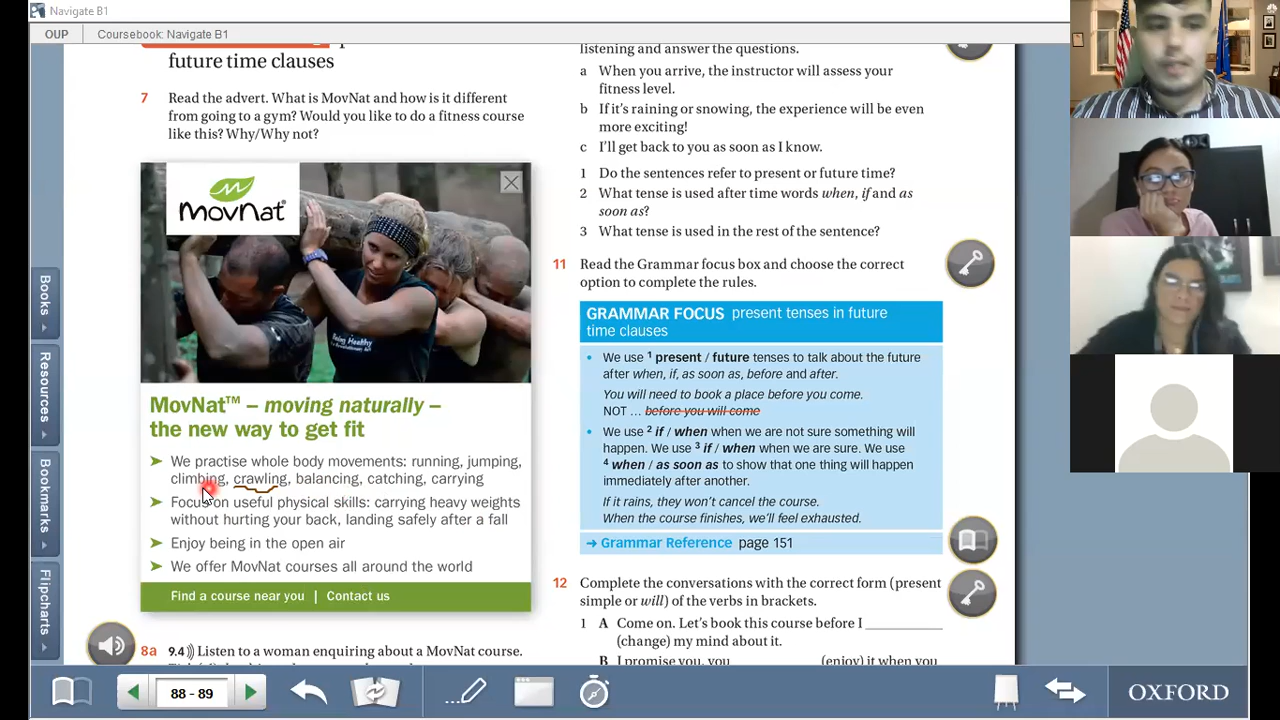 Navigate B1
OUP
Coursebook: Navigate B1
future time clauses
7 Read the advert. What is MovNat and how is it different
from going to a gym? Would you like to do a fitness course
like this? Why/Why not?
movnat
Being Healthy
MovNat™ – moving naturally –
the new way to get fit
We practise whole body movements: running, jumping,
climbing, crawling, balancing, catching, carrying
Focus on useful physical skills: carrying heavy weights
without hurting your back, landing safely after a fall
Enjoy being in the open air
We offer MovNat courses all around the world
Find a course near you | Contact us
8a 9.4 Listen to a woman enquiring about a MovNat course.
listening and answer the questions.
a When you arrive, the instructor will assess your
fitness level.
b If it's raining or snowing, the experience will be even
more exciting!
c I'll get back to you as soon as I know.
1 Do the sentences refer to present or future time?
2 What tense is used after time words when, if and as
soon as?
3 What tense is used in the rest of the sentence?
11 Read the Grammar focus box and choose the correct
option to complete the rules.
GRAMMAR FOCUS present tenses in future
time clauses
• We use 1 present / future tenses to talk about the future
after when, if, as soon as, before and after.
You will need to book a place before you come.
NOT ... before you will come
• We use 2 if / when when we are not sure something will
happen. We use 3 if / when when we are sure. We use
4 when / as soon as to show that one thing will happen
immediately after another.
If it rains, they won't cancel the course.
When the course finishes, we'll feel exhausted.
→ Grammar Reference page 151
12 Complete the conversations with the correct form (present
simple or will) of the verbs in brackets.
1 A Come on. Let's book this course before I ________
(change) my mind about it.
B I promise you, you ________ (enjoy) it when you
Books
Resources
Bookmarks
Flipcharts
88 - 89
OXFORD